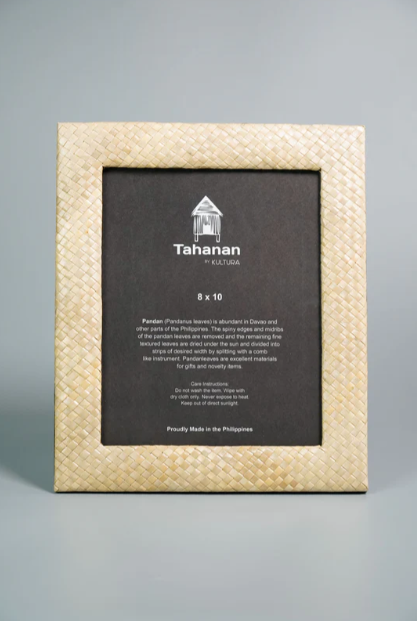 Tahanan
BY KULTURA
8 x 10
Pandan (Pandanus leaves) is abundant in Davao and
other parts of the Philippines. The spiny edges and midribs
of the pandan leaves are removed and the remaining fine
textured leaves are dried under the sun and divided into
strips of desired width by splitting with a comb
like instrument. Pandanleaves are excellent materials
for gifts and novelty items.
Care Instructions:
Do not wash the item. Wipe with
dry cloth only. Never expose to heat.
Keep out of direct sunlight.
Proudly Made in the Philippines